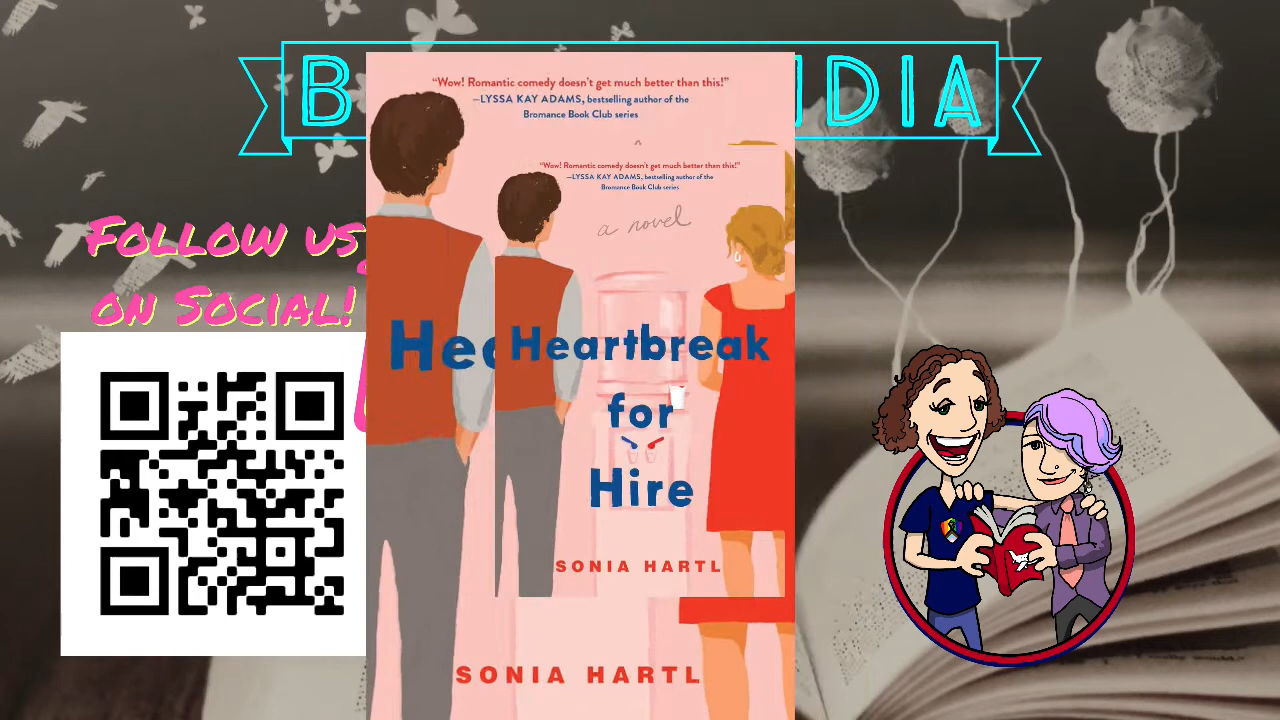 B NDIA
“Wow! Romantic comedy doesn't get much better than this!”
—LYSSA KAY ADAMS, bestselling author of the
Bromance Book Club series
“Wow! Romantic comedy doesn't get much better than this!”
—LYSSA KAY ADAMS, bestselling author of the
Bromance Book Club series
a novel
Follow us
on Social!
Hea
Heartbreak
for
Hire
SONIA HARTL
SONIA HARTL